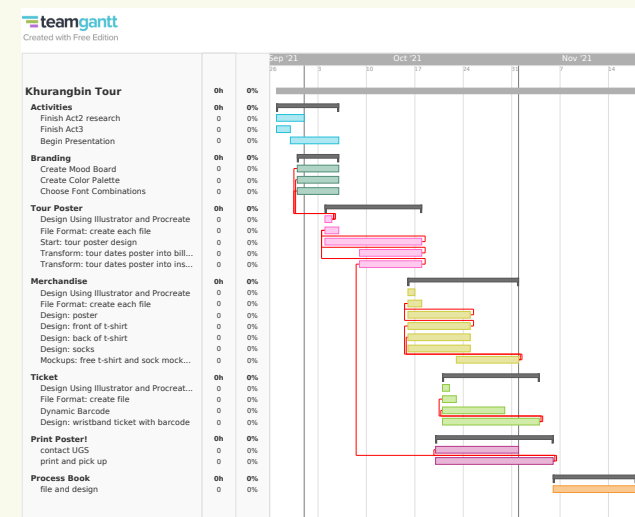 teamgantt
Created with Free Edition
Sep '21 Oct '21 Nov '21
26 3 10 17 24 31 7 14
Khurangbin Tour 0h 0%
Activities 0h 0%
Finish Act2 research 0 0%
Finish Act3 0 0%
Begin Presentation 0 0%
Branding 0h 0%
Create Mood Board 0 0%
Create Color Palette 0 0%
Choose Font Combinations 0 0%
Tour Poster 0h 0%
Design Using Illustrator and Procreate 0 0%
File Format: create each file 0 0%
Start: tour poster design 0 0%
Transform: tour dates poster into bill... 0 0%
Transform: tour dates poster into ins... 0 0%
Merchandise 0h 0%
Design Using Illustrator and Procreate 0 0%
File Format: create each file 0 0%
Design: poster 0 0%
Design: front of t-shirt 0 0%
Design: back of t-shirt 0 0%
Design: socks 0 0%
Mockups: free t-shirt and sock mock... 0 0%
Ticket 0h 0%
Design Using Illustrator and Procreat... 0 0%
File Format: create file 0 0%
Dynamic Barcode 0 0%
Design: wristband ticket with barcode 0 0%
Print Poster! 0h 0%
contact UGS 0 0%
print and pick up 0 0%
Process Book 0h 0%
file and design 0 0%